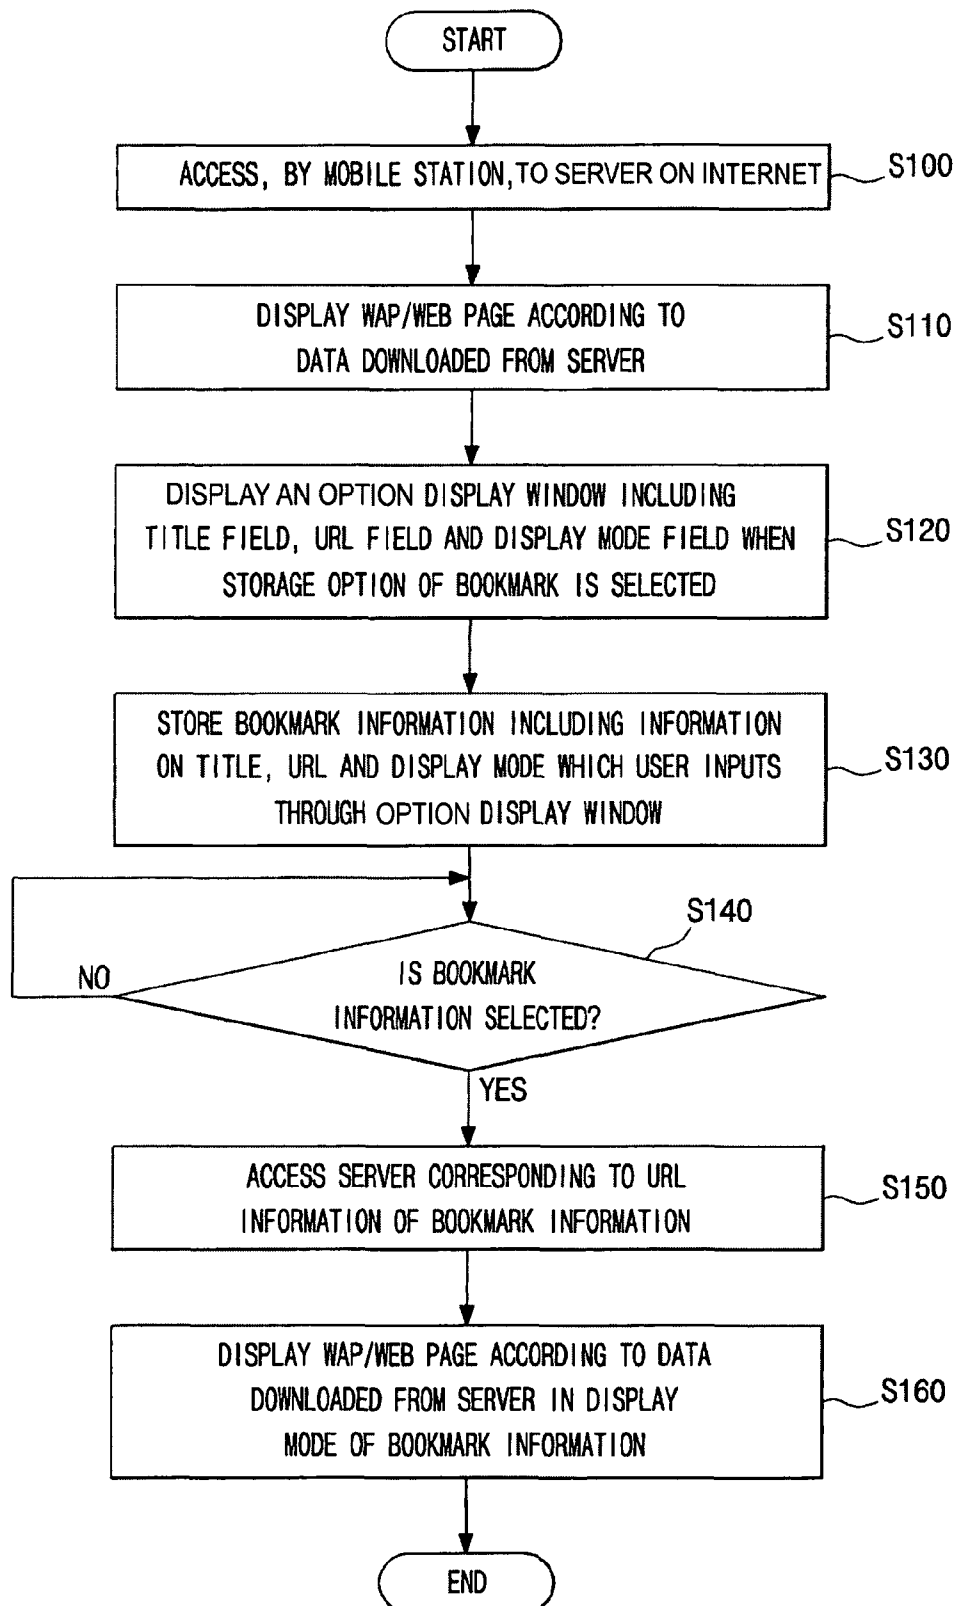 START
ACCESS, BY MOBILE STATION, TO SERVER ON INTERNET
S100
DISPLAY WAP/WEB PAGE ACCORDING TO
DATA DOWNLOADED FROM SERVER
S110
DISPLAY AN OPTION DISPLAY WINDOW INCLUDING
TITLE FIELD, URL FIELD AND DISPLAY MODE FIELD WHEN
STORAGE OPTION OF BOOKMARK IS SELECTED
S120
STORE BOOKMARK INFORMATION INCLUDING INFORMATION
ON TITLE, URL AND DISPLAY MODE WHICH USER INPUTS
THROUGH OPTION DISPLAY WINDOW
S130
S140
IS BOOKMARK
INFORMATION SELECTED?
NO
YES
ACCESS SERVER CORRESPONDING TO URL
INFORMATION OF BOOKMARK INFORMATION
S150
DISPLAY WAP/WEB PAGE ACCORDING TO DATA
DOWNLOADED FROM SERVER IN DISPLAY
MODE OF BOOKMARK INFORMATION
S160
END